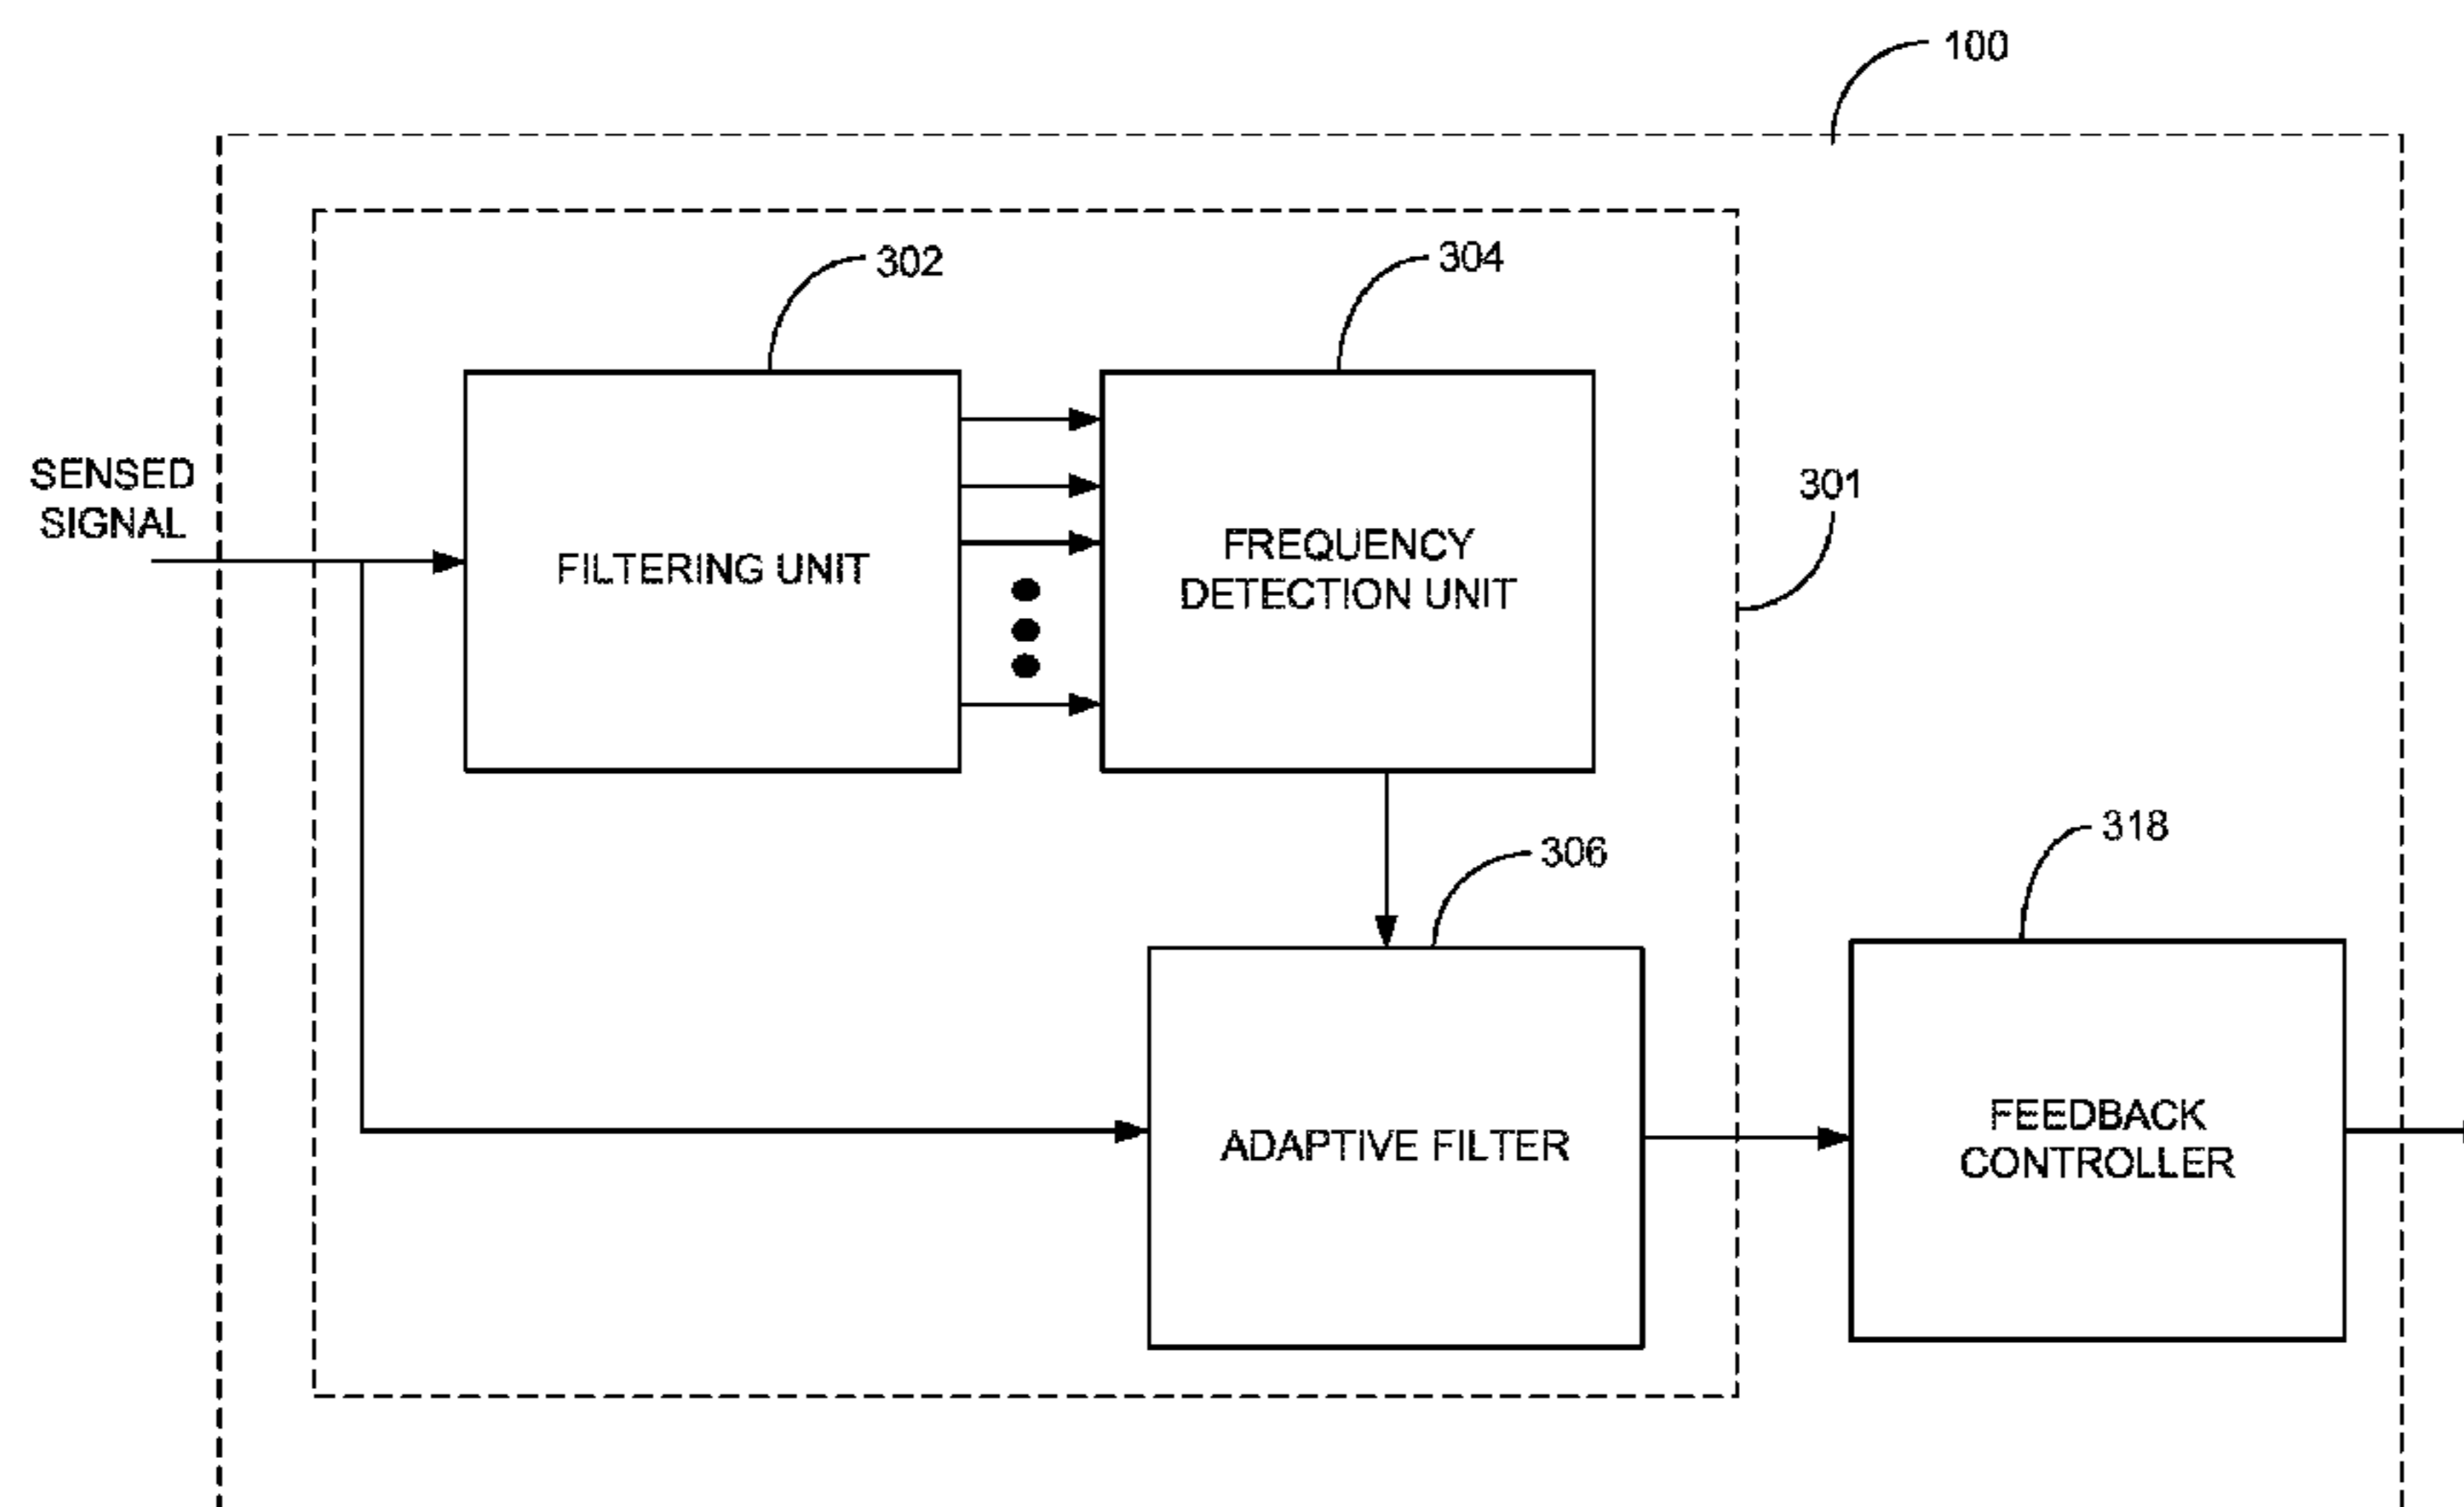 100
302
304
SENSED
SIGNAL
301
FILTERING UNIT
FREQUENCY
DETECTION UNIT
306
318
ADAPTIVE FILTER
FEEDBACK
CONTROLLER